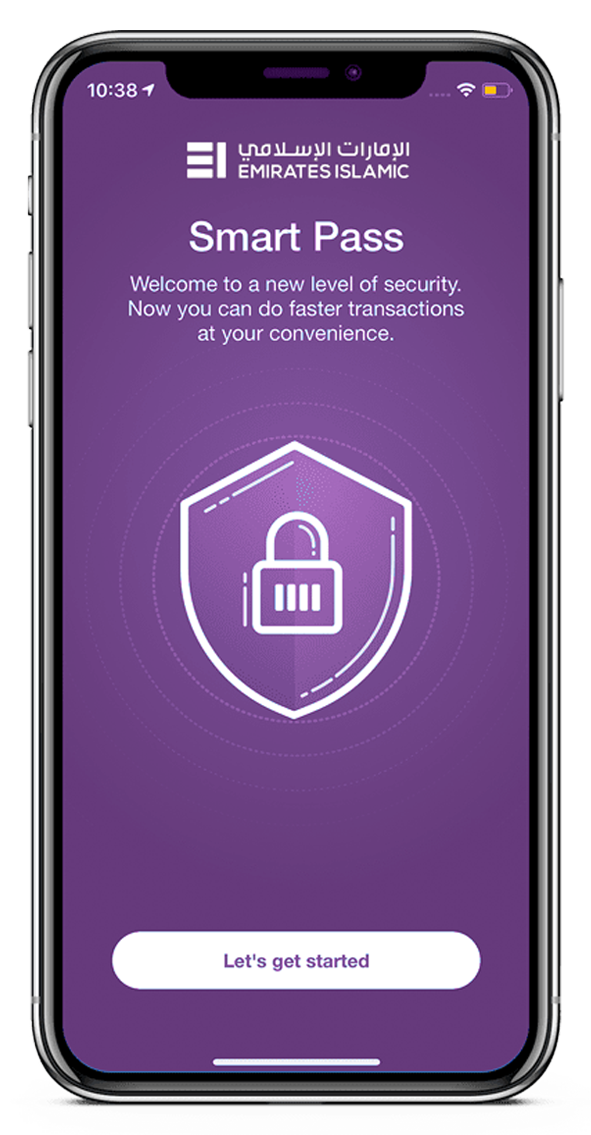 10:38
الإمارات الإسلامي
EMIRATES ISLAMIC
Smart Pass
Welcome to a new level of security.
Now you can do faster transactions
at your convenience.
Let's get started